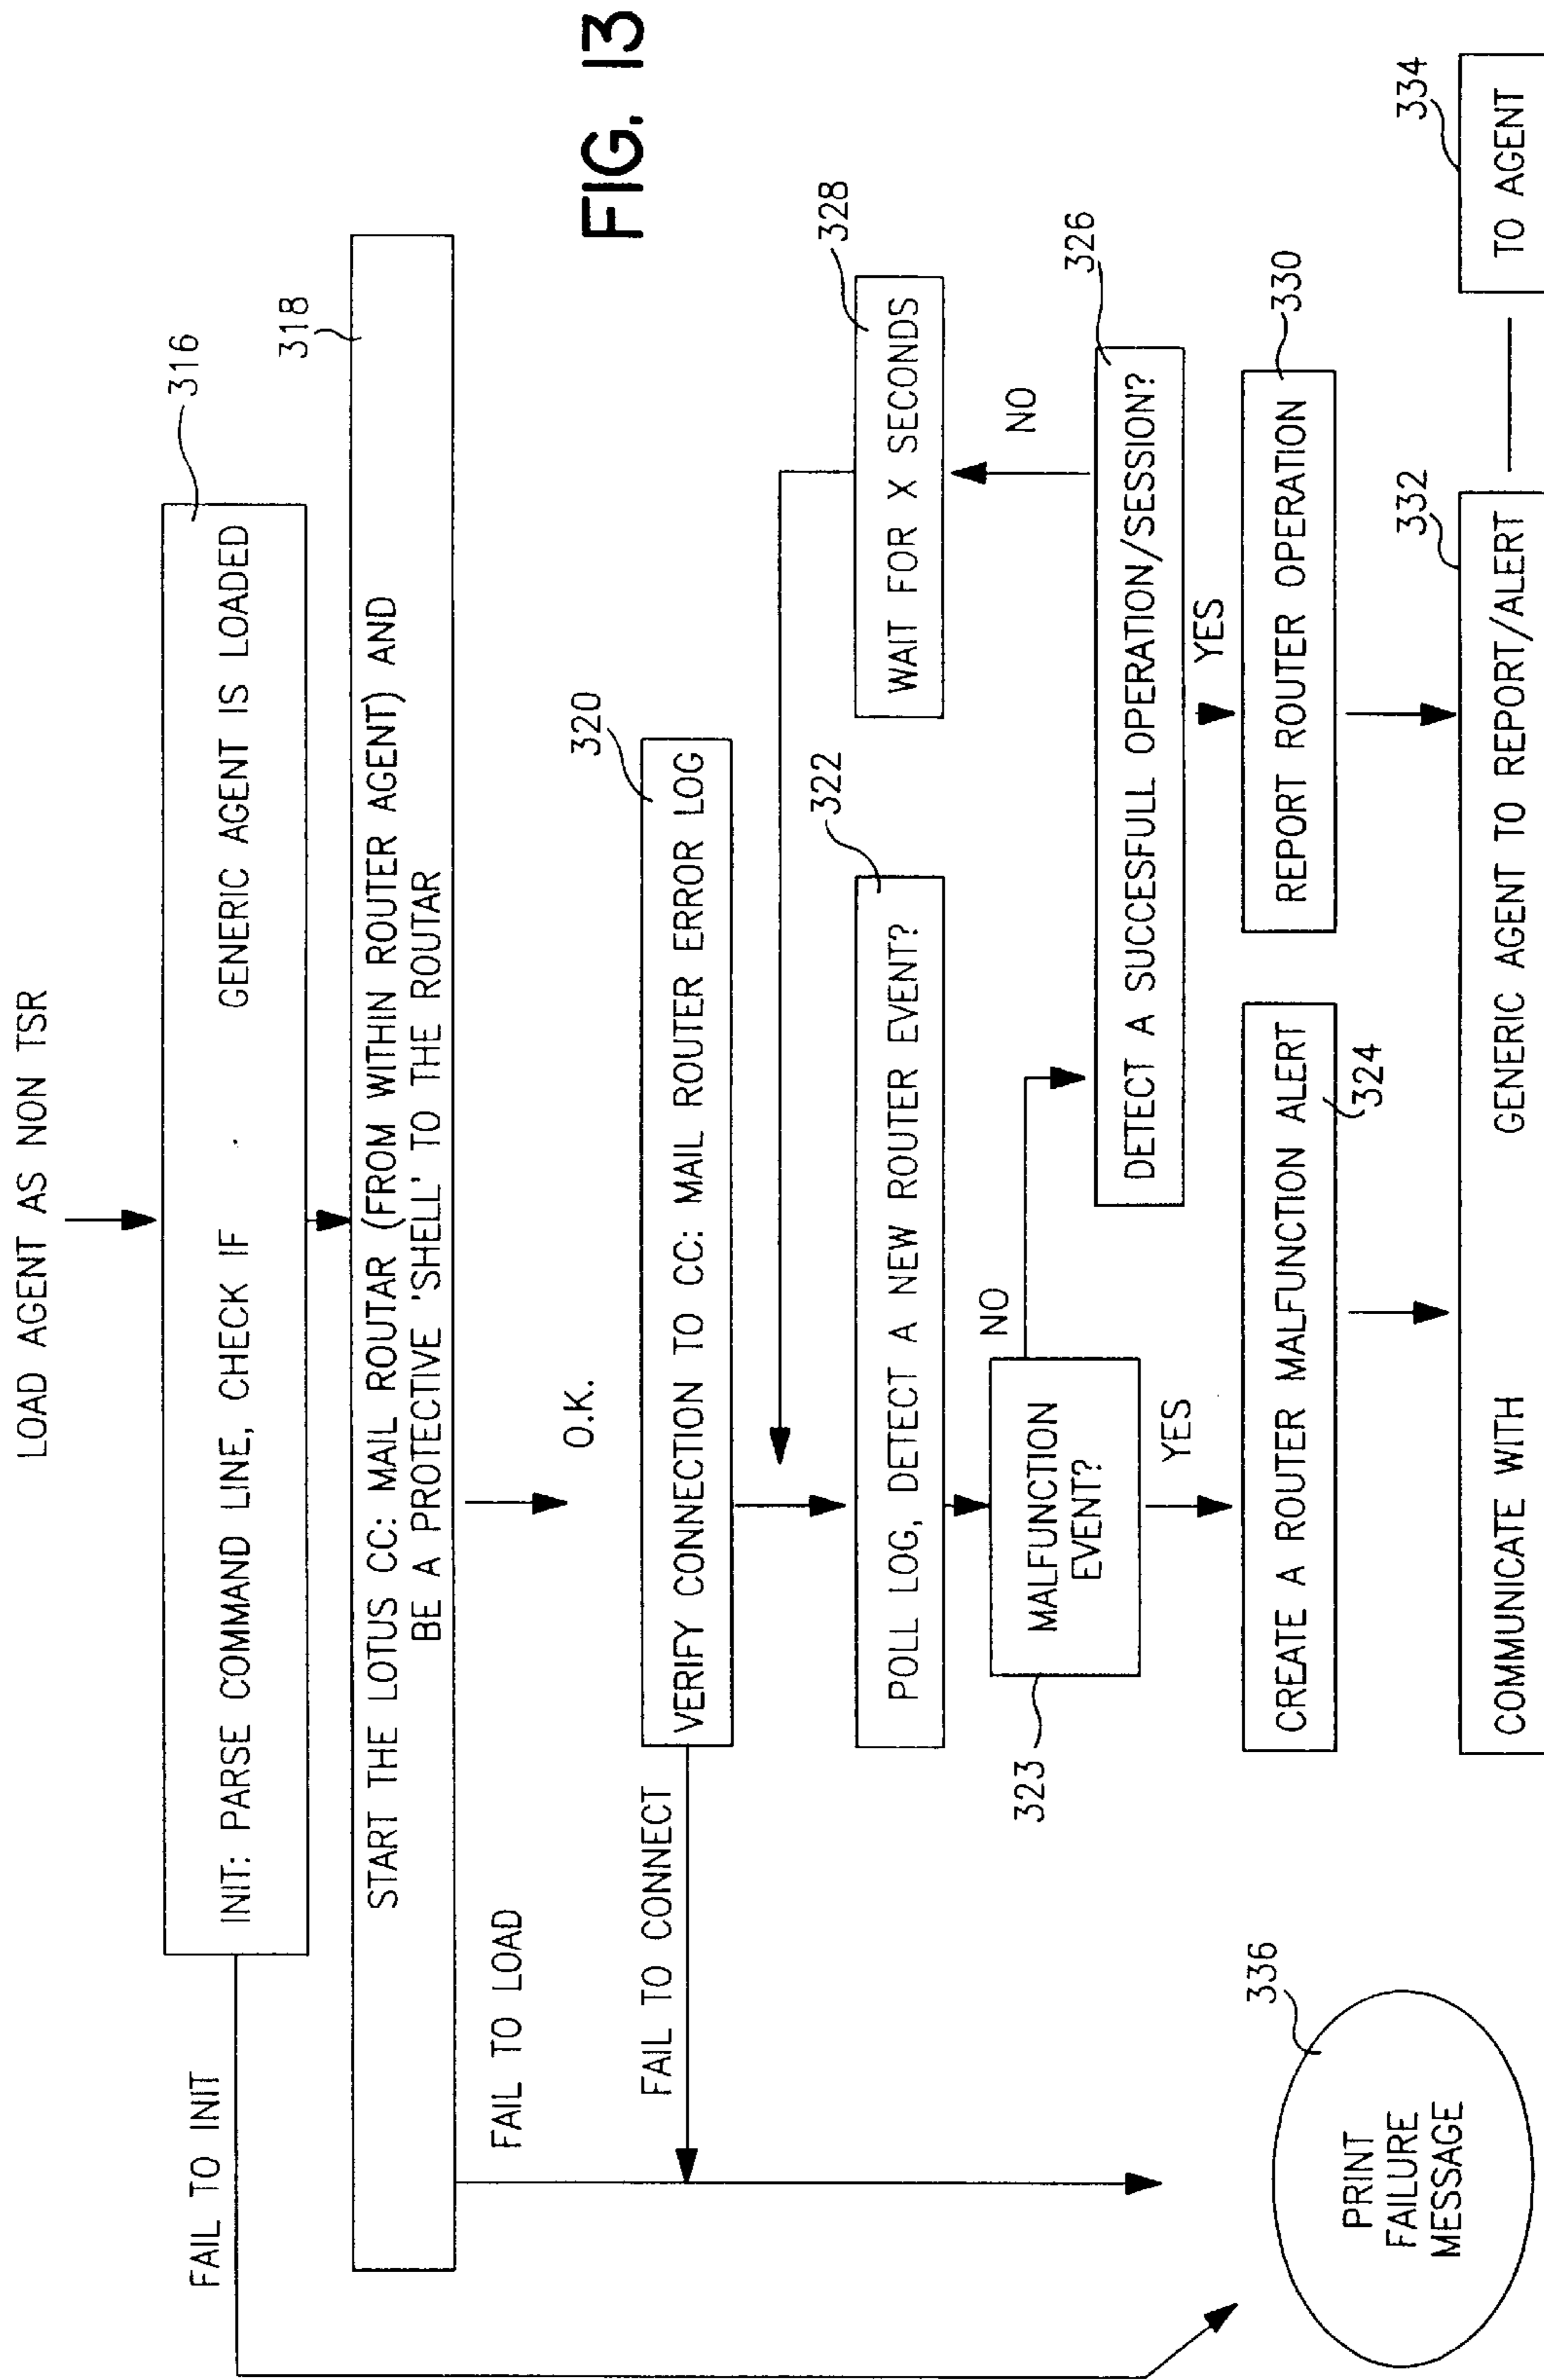 LOAD AGENT AS NON TSR
316
INIT: PARSE COMMAND LINE, CHECK IF . GENERIC AGENT IS LOADED
FAIL TO INIT
318
START THE LOTUS CC: MAIL ROUTAR (FROM WITHIN ROUTER AGENT) AND
BE A PROTECTIVE 'SHELL' TO THE ROUTAR
FAIL TO LOAD
O.K.
FIG. 13
320
VERIFY CONNECTION TO CC: MAIL ROUTER ERROR LOG
FAIL TO CONNECT
328
WAIT FOR X SECONDS
322
POLL LOG, DETECT A NEW ROUTER EVENT?
NO
NO
323
MALFUNCTION
EVENT?
326
DETECT A SUCCESFULL OPERATION/SESSION?
YES
YES
CREATE A ROUTER MALFUNCTION ALERT
324
330
REPORT ROUTER OPERATION
332
COMMUNICATE WITH GENERIC AGENT TO REPORT/ALERT
334
TO AGENT
336
PRINT
FAILURE
MESSAGE